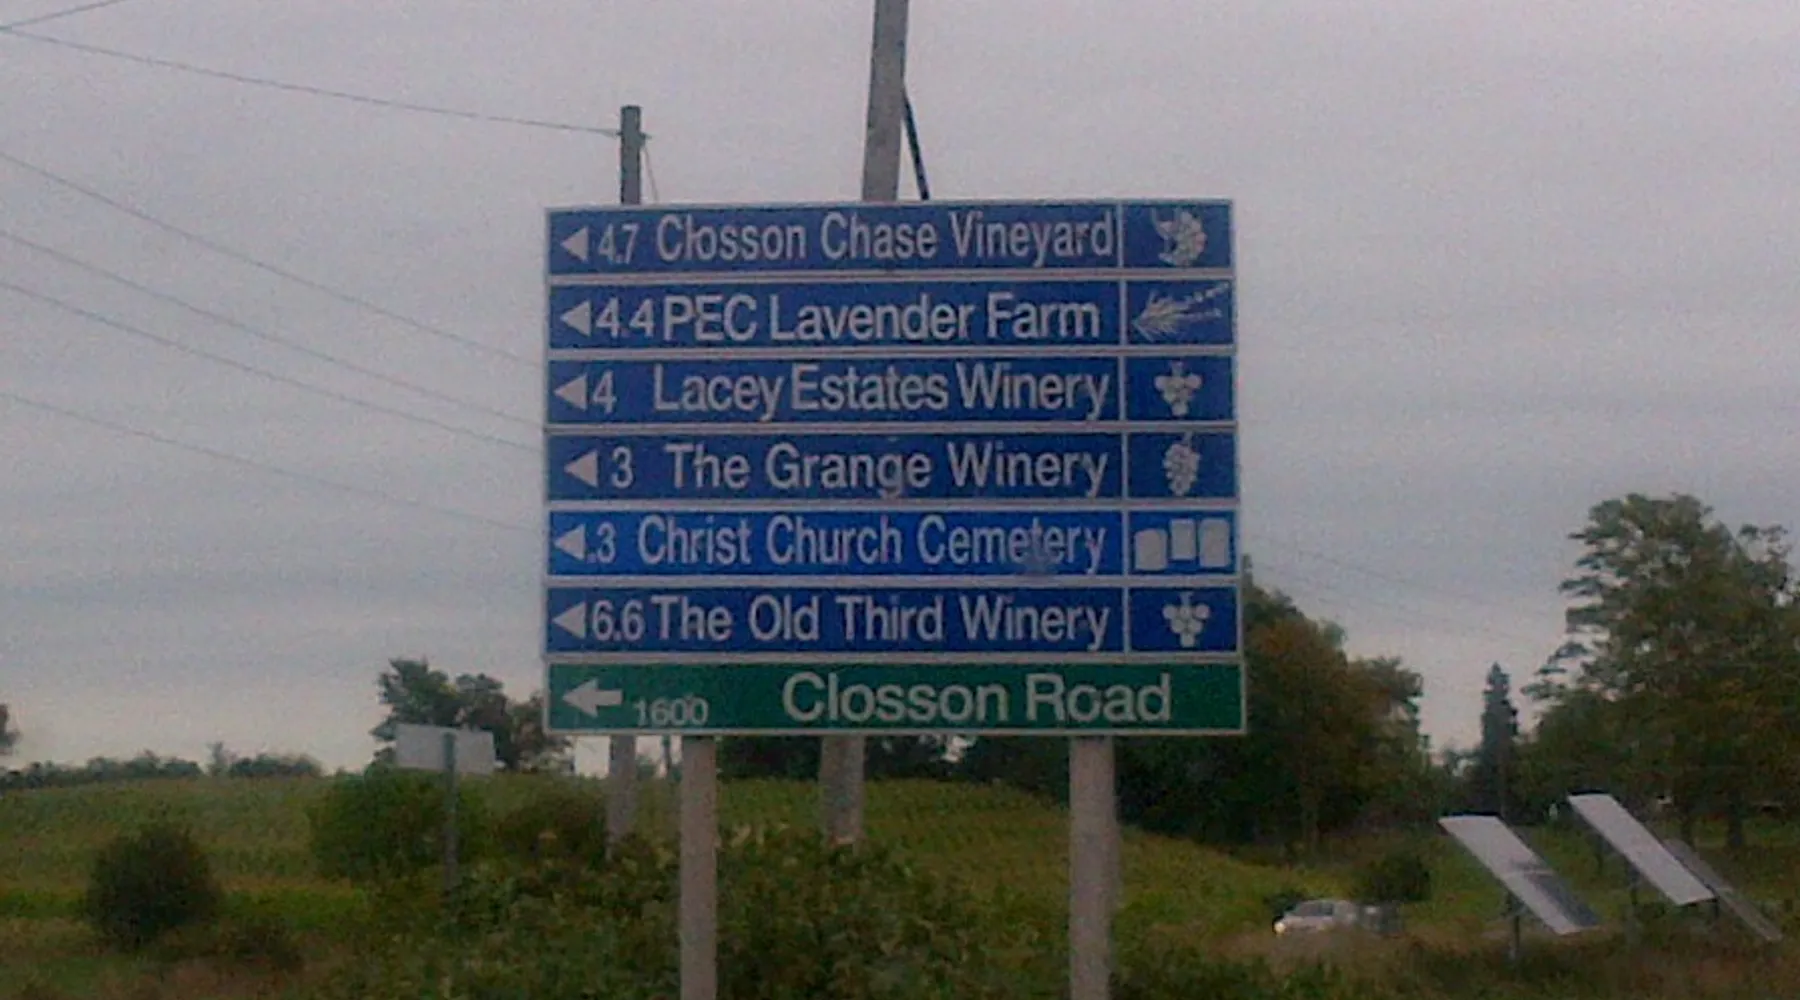 4.7 Closson Chase Vineyard
4.4 PEC Lavender Farm
4 Lacey Estates Winery
3 The Grange Winery
.3 Christ Church Cemetery
6.6 The Old Third Winery
1600 Closson Road